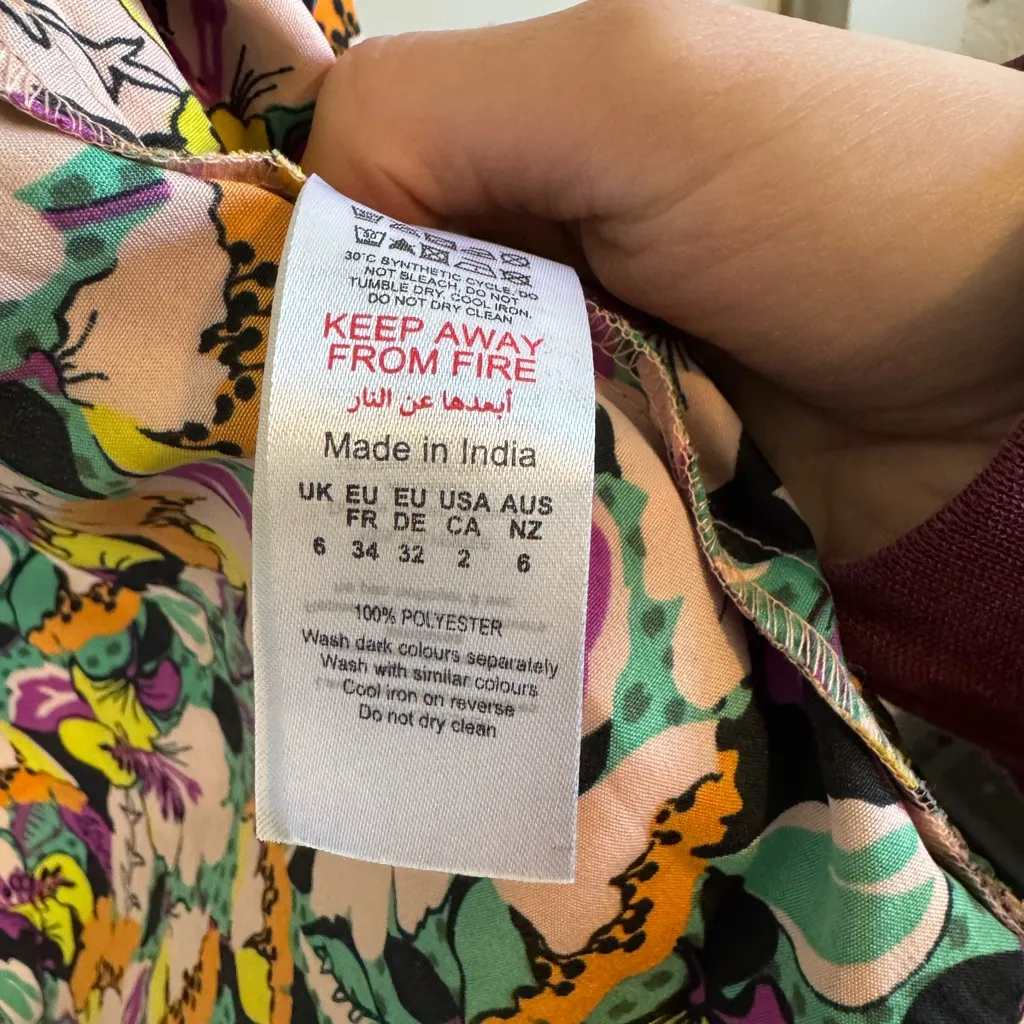 30°C SYNTHETIC CYCLE, DO
NOT BLEACH, DO NOT
TUMBLE DRY, COOL IRON.
DO NOT DRY CLEAN
KEEP AWAY
FROM FIRE
أبعدها عن النار
Made in India
UK EU EU USA AUS
FR DE CA NZ
6 34 32 2 6
100% POLYESTER
Wash dark colours separately
Wash with similar colours
Cool iron on reverse
Do not dry clean